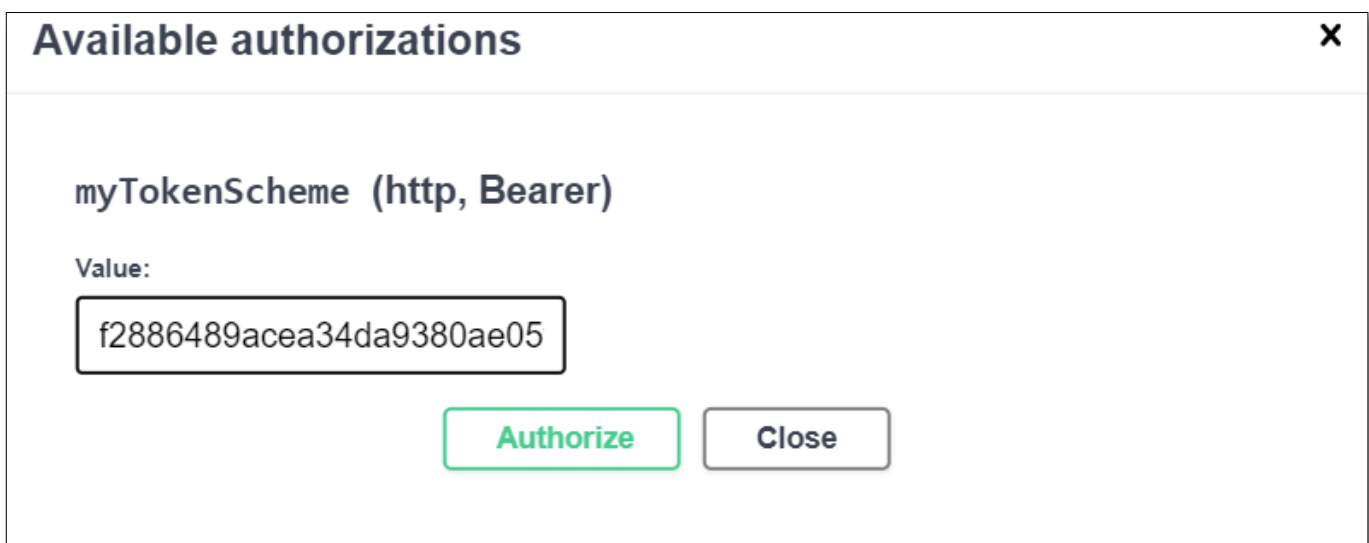 Available authorizations
myTokenScheme (http, Bearer)
Value:
f2886489acea34da9380ae05
Authorize Close